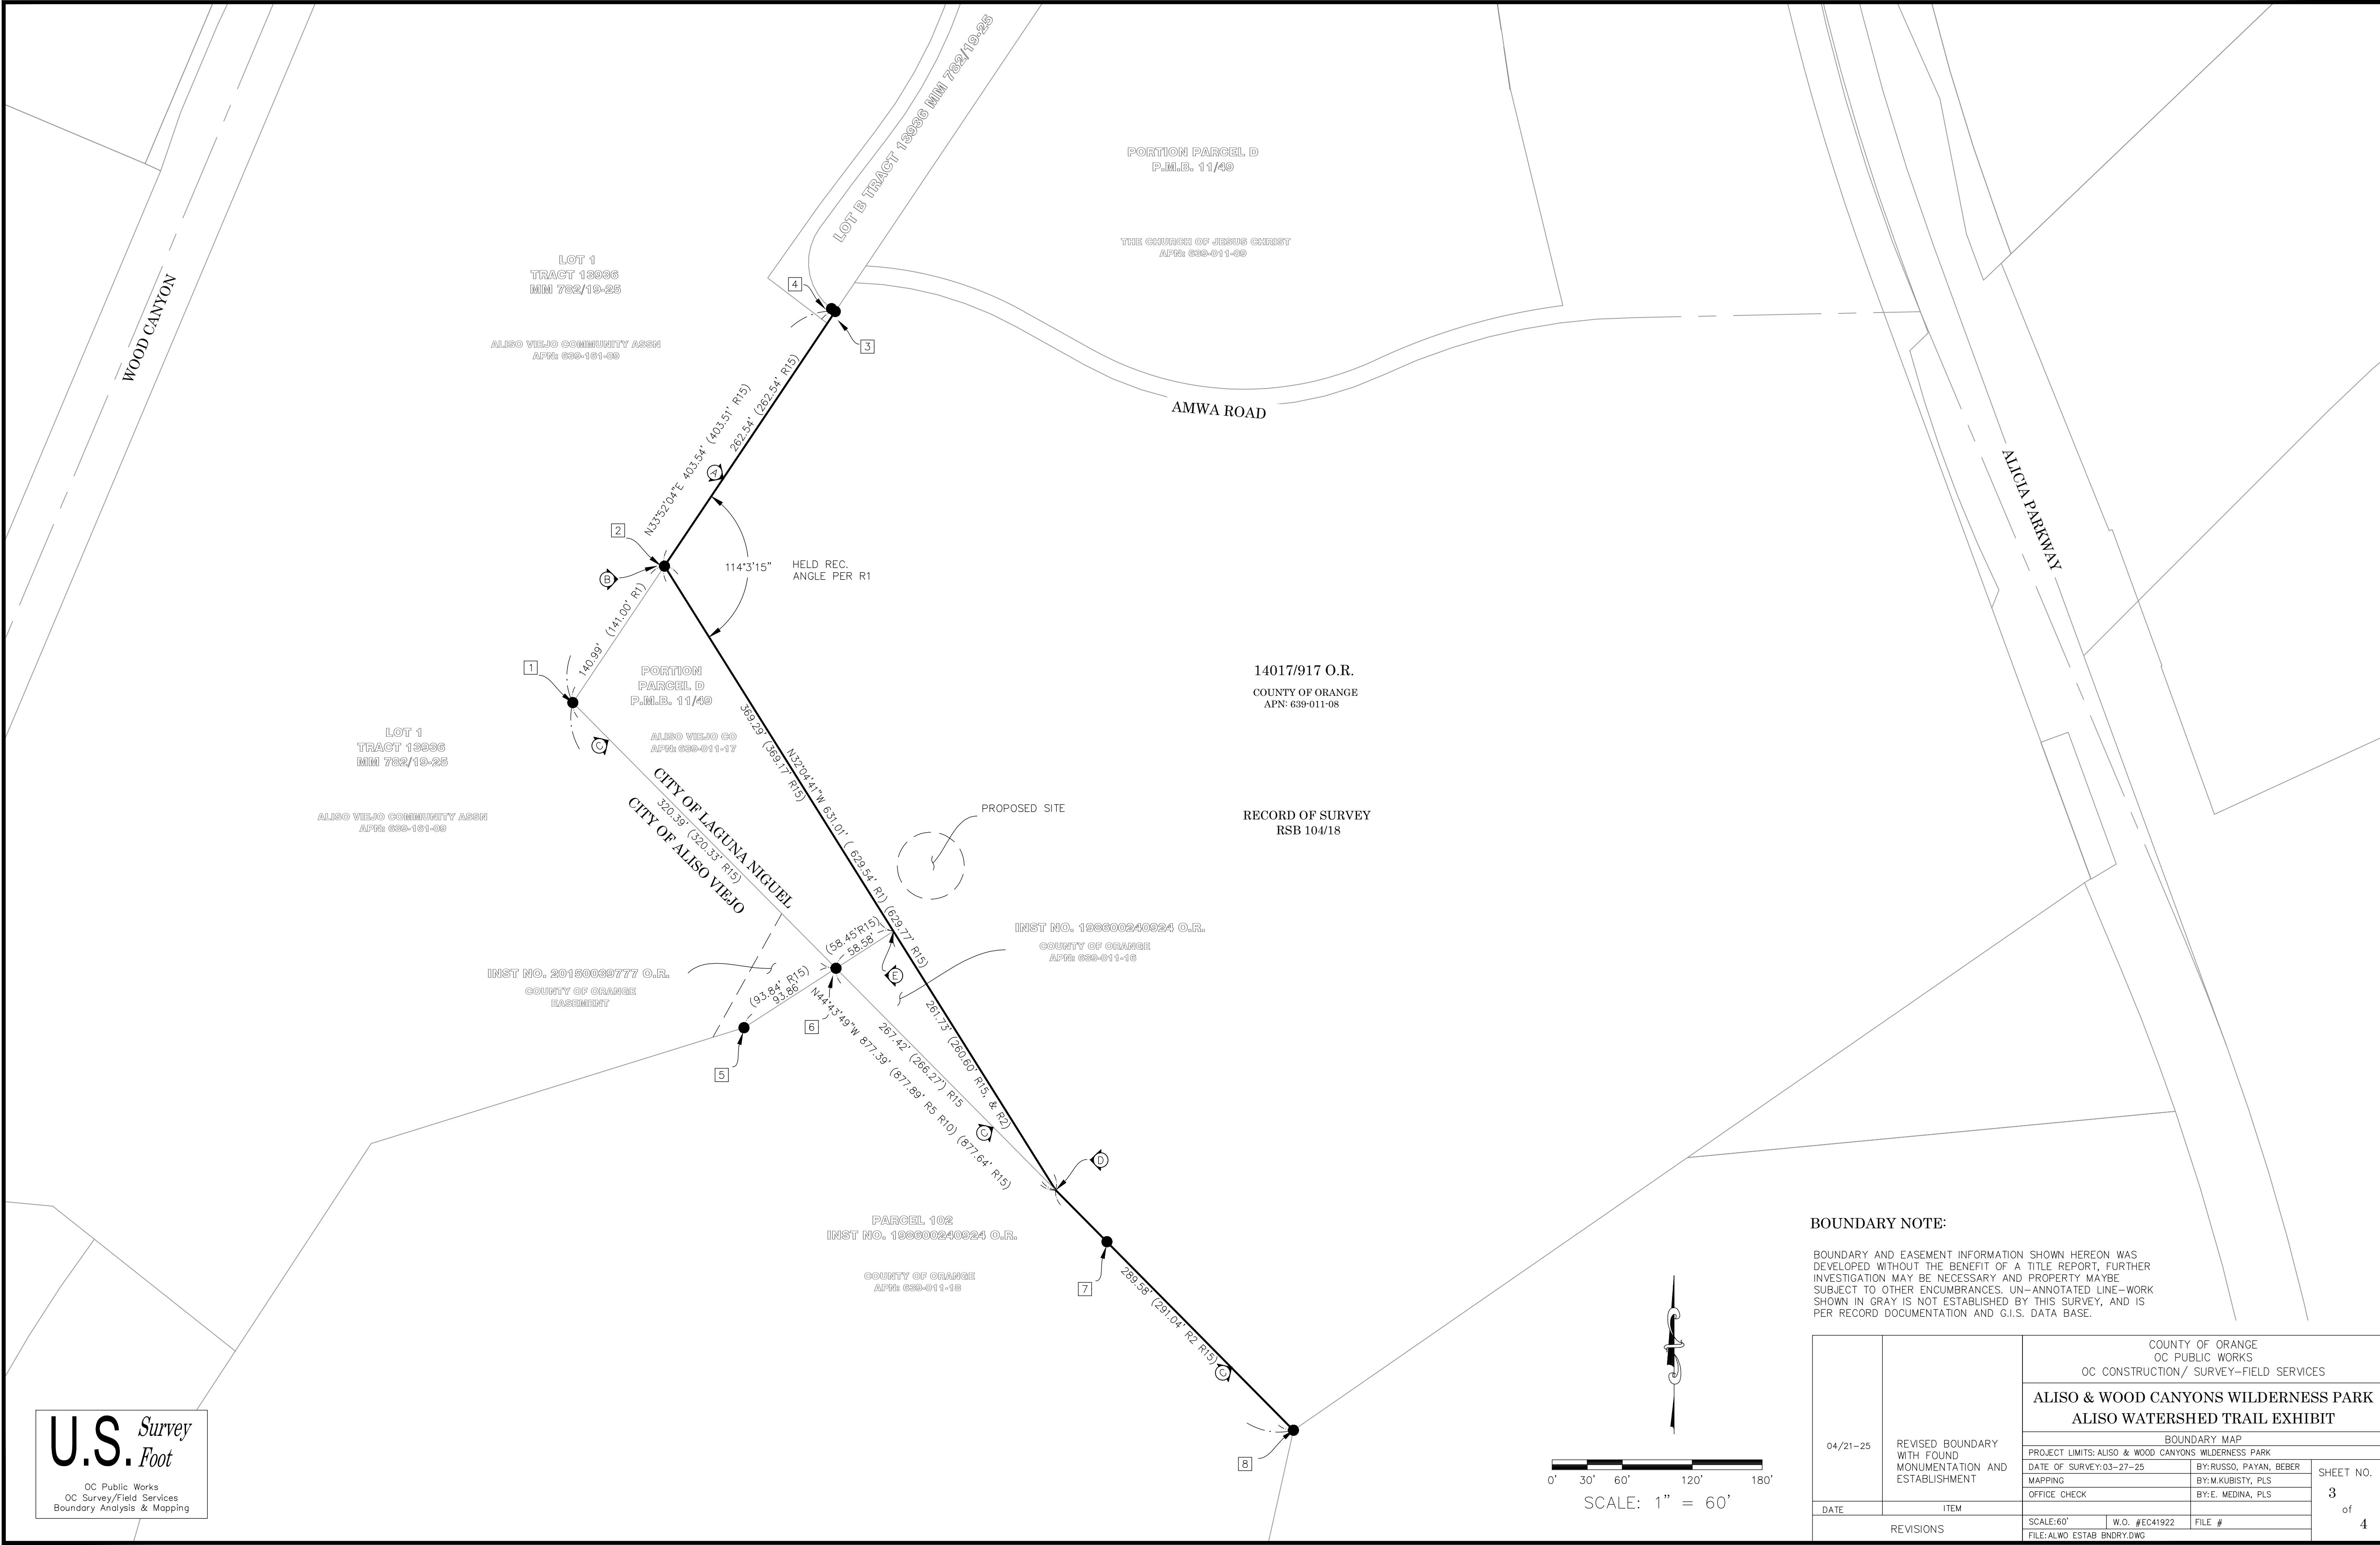 LOT B TRACT 13936 MM 782/19-25
PORTION PARCEL D
P.M.B. 11/49
THE CHURCH OF JESUS CHRIST
APN: 639-011-05
LOT 1
TRACT 13936
MM 782/19-25
ALISO VIEJO COMMUNITY ASSN
APN: 639-161-09
WOOD CANYON
4
3
AMWA ROAD
ALICIA PARKWAY
N33°52'04"E 403.54' (403.51' R15)
262.54' (262.54' R15)
A
2
B
114°3'15"
HELD REC.
ANGLE PER R1
140.99' (141.00' R1)
1
C
PORTION
PARCEL D
P.M.B. 11/49
ALISO VIEJO CO
APN: 639-011-17
14017/917 O.R.
COUNTY OF ORANGE
APN: 639-011-08
LOT 1
TRACT 13936
MM 782/19-25
ALISO VIEJO COMMUNITY ASSN
APN: 639-161-09
369.29' (369.17' R15)
N32°04'41"W 631.01' ( 629.54' R1) (629.77' R15)
CITY OF LAGUNA NIGUEL
320.39' (320.33' R15)
CITY OF ALISO VIEJO
PROPOSED SITE
RECORD OF SURVEY
RSB 104/18
(58.45'R15)
58.58'
INST NO. 198600240924 O.R.
COUNTY OF ORANGE
APN: 639-011-16
INST NO. 20150039777 O.R.
COUNTY OF ORANGE
EASEMENT
(93.84' R15)
93.86'
E
6
5
261.73' (260.60' R15, & R2)
267.42' (266.27') R15
N44°43'49"W 877.39' (877.89' R5 R10) (877.64' R15)
C
D
PARCEL 102
INST NO. 198600240924 O.R.
COUNTY OF ORANGE
APN: 639-011-18
7
289.58' (291.04' R2 R15)
C
8
BOUNDARY NOTE:
BOUNDARY AND EASEMENT INFORMATION SHOWN HEREON WAS
DEVELOPED WITHOUT THE BENEFIT OF A TITLE REPORT, FURTHER
INVESTIGATION MAY BE NECESSARY AND PROPERTY MAYBE
SUBJECT TO OTHER ENCUMBRANCES. UN-ANNOTATED LINE-WORK
SHOWN IN GRAY IS NOT ESTABLISHED BY THIS SURVEY, AND IS
PER RECORD DOCUMENTATION AND G.I.S. DATA BASE.
U.S. Survey Foot
OC Public Works
OC Survey/Field Services
Boundary Analysis & Mapping
0' 30' 60' 120' 180'
SCALE: 1" = 60'
04/21-25
REVISED BOUNDARY
WITH FOUND
MONUMENTATION AND
ESTABLISHMENT
DATE ITEM
REVISIONS
COUNTY OF ORANGE
OC PUBLIC WORKS
OC CONSTRUCTION/ SURVEY-FIELD SERVICES
ALISO & WOOD CANYONS WILDERNESS PARK
ALISO WATERSHED TRAIL EXHIBIT
BOUNDARY MAP
PROJECT LIMITS: ALISO & WOOD CANYONS WILDERNESS PARK
DATE OF SURVEY:03-27-25 BY:RUSSO, PAYAN, BEBER
MAPPING BY:M.KUBISTY, PLS
OFFICE CHECK BY:E. MEDINA, PLS
SCALE:60' W.O. #EC41922 FILE #
FILE:ALWO ESTAB BNDRY.DWG
SHEET NO.
3
of
4